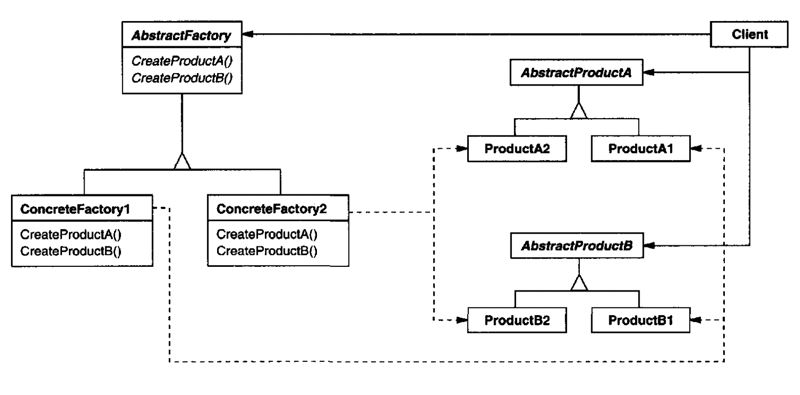 AbstractFactory
CreateProductA()
CreateProductB()
Client
AbstractProductA
ProductA2
ProductA1
ConcreteFactory1
CreateProductA()
CreateProductB()
ConcreteFactory2
CreateProductA()
CreateProductB()
AbstractProductB
ProductB2
ProductB1